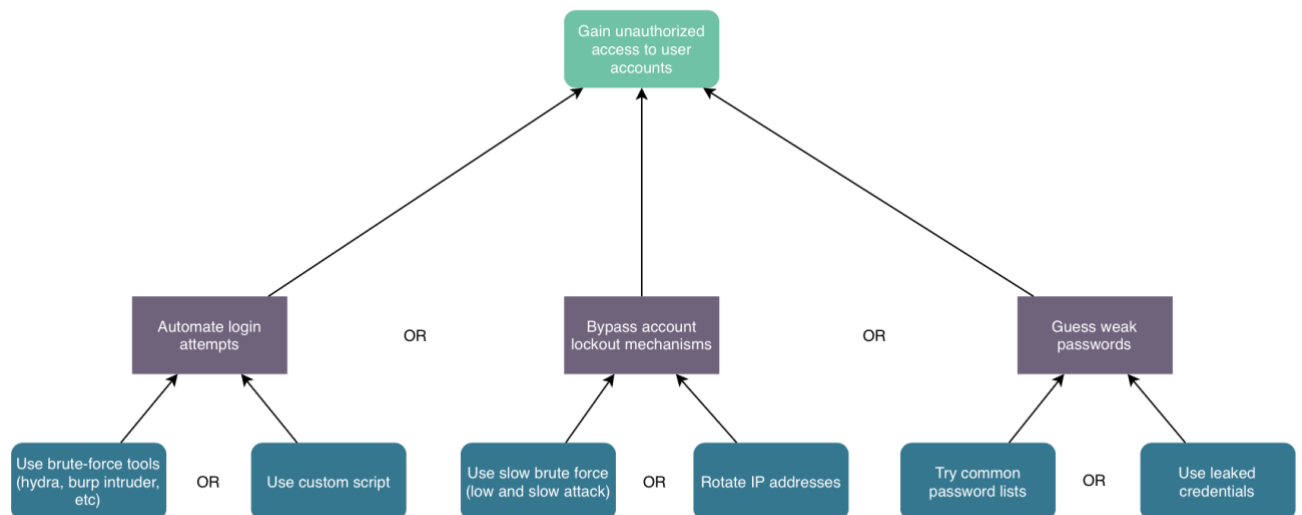 Gain unauthorized
access to user
accounts
Automate login
attempts
OR
Bypass account
lockout mechanisms
OR
Guess weak
passwords
Use brute-force tools
(hydra, burp intruder,
etc)
OR
Use custom script
Use slow brute force
(low and slow attack)
OR
Rotate IP addresses
Try common
password lists
OR
Use leaked
credentials